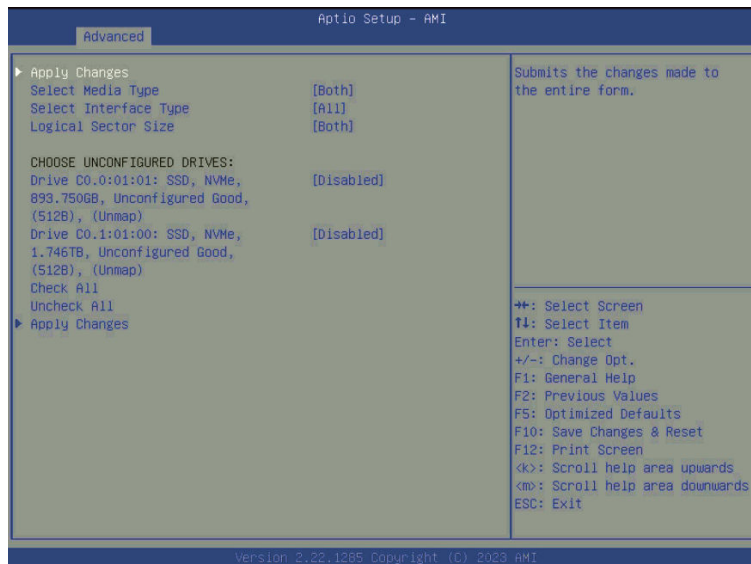 Aptio Setup - AMI
Advanced
Apply Changes
Select Media Type [Both]
Select Interface Type [All]
Logical Sector Size [Both]
CHOOSE UNCONFIGURED DRIVES:
Drive C0.0:01:01: SSD, NVMe, [Disabled]
893.750GB, Unconfigured Good,
(512B), (Unmap)
Drive C0.1:01:00: SSD, NVMe, [Disabled]
1.746TB, Unconfigured Good,
(512B), (Unmap)
Check All
Uncheck All
Apply Changes
Submits the changes made to
the entire form.
→←: Select Screen
↑↓: Select Item
Enter: Select
+/-: Change Opt.
F1: General Help
F2: Previous Values
F5: Optimized Defaults
F10: Save Changes & Reset
F12: Print Screen
<k>: Scroll help area upwards
<m>: Scroll help area downwards
ESC: Exit
Version 2.22.1285 Copyright (C) 2023 AMI